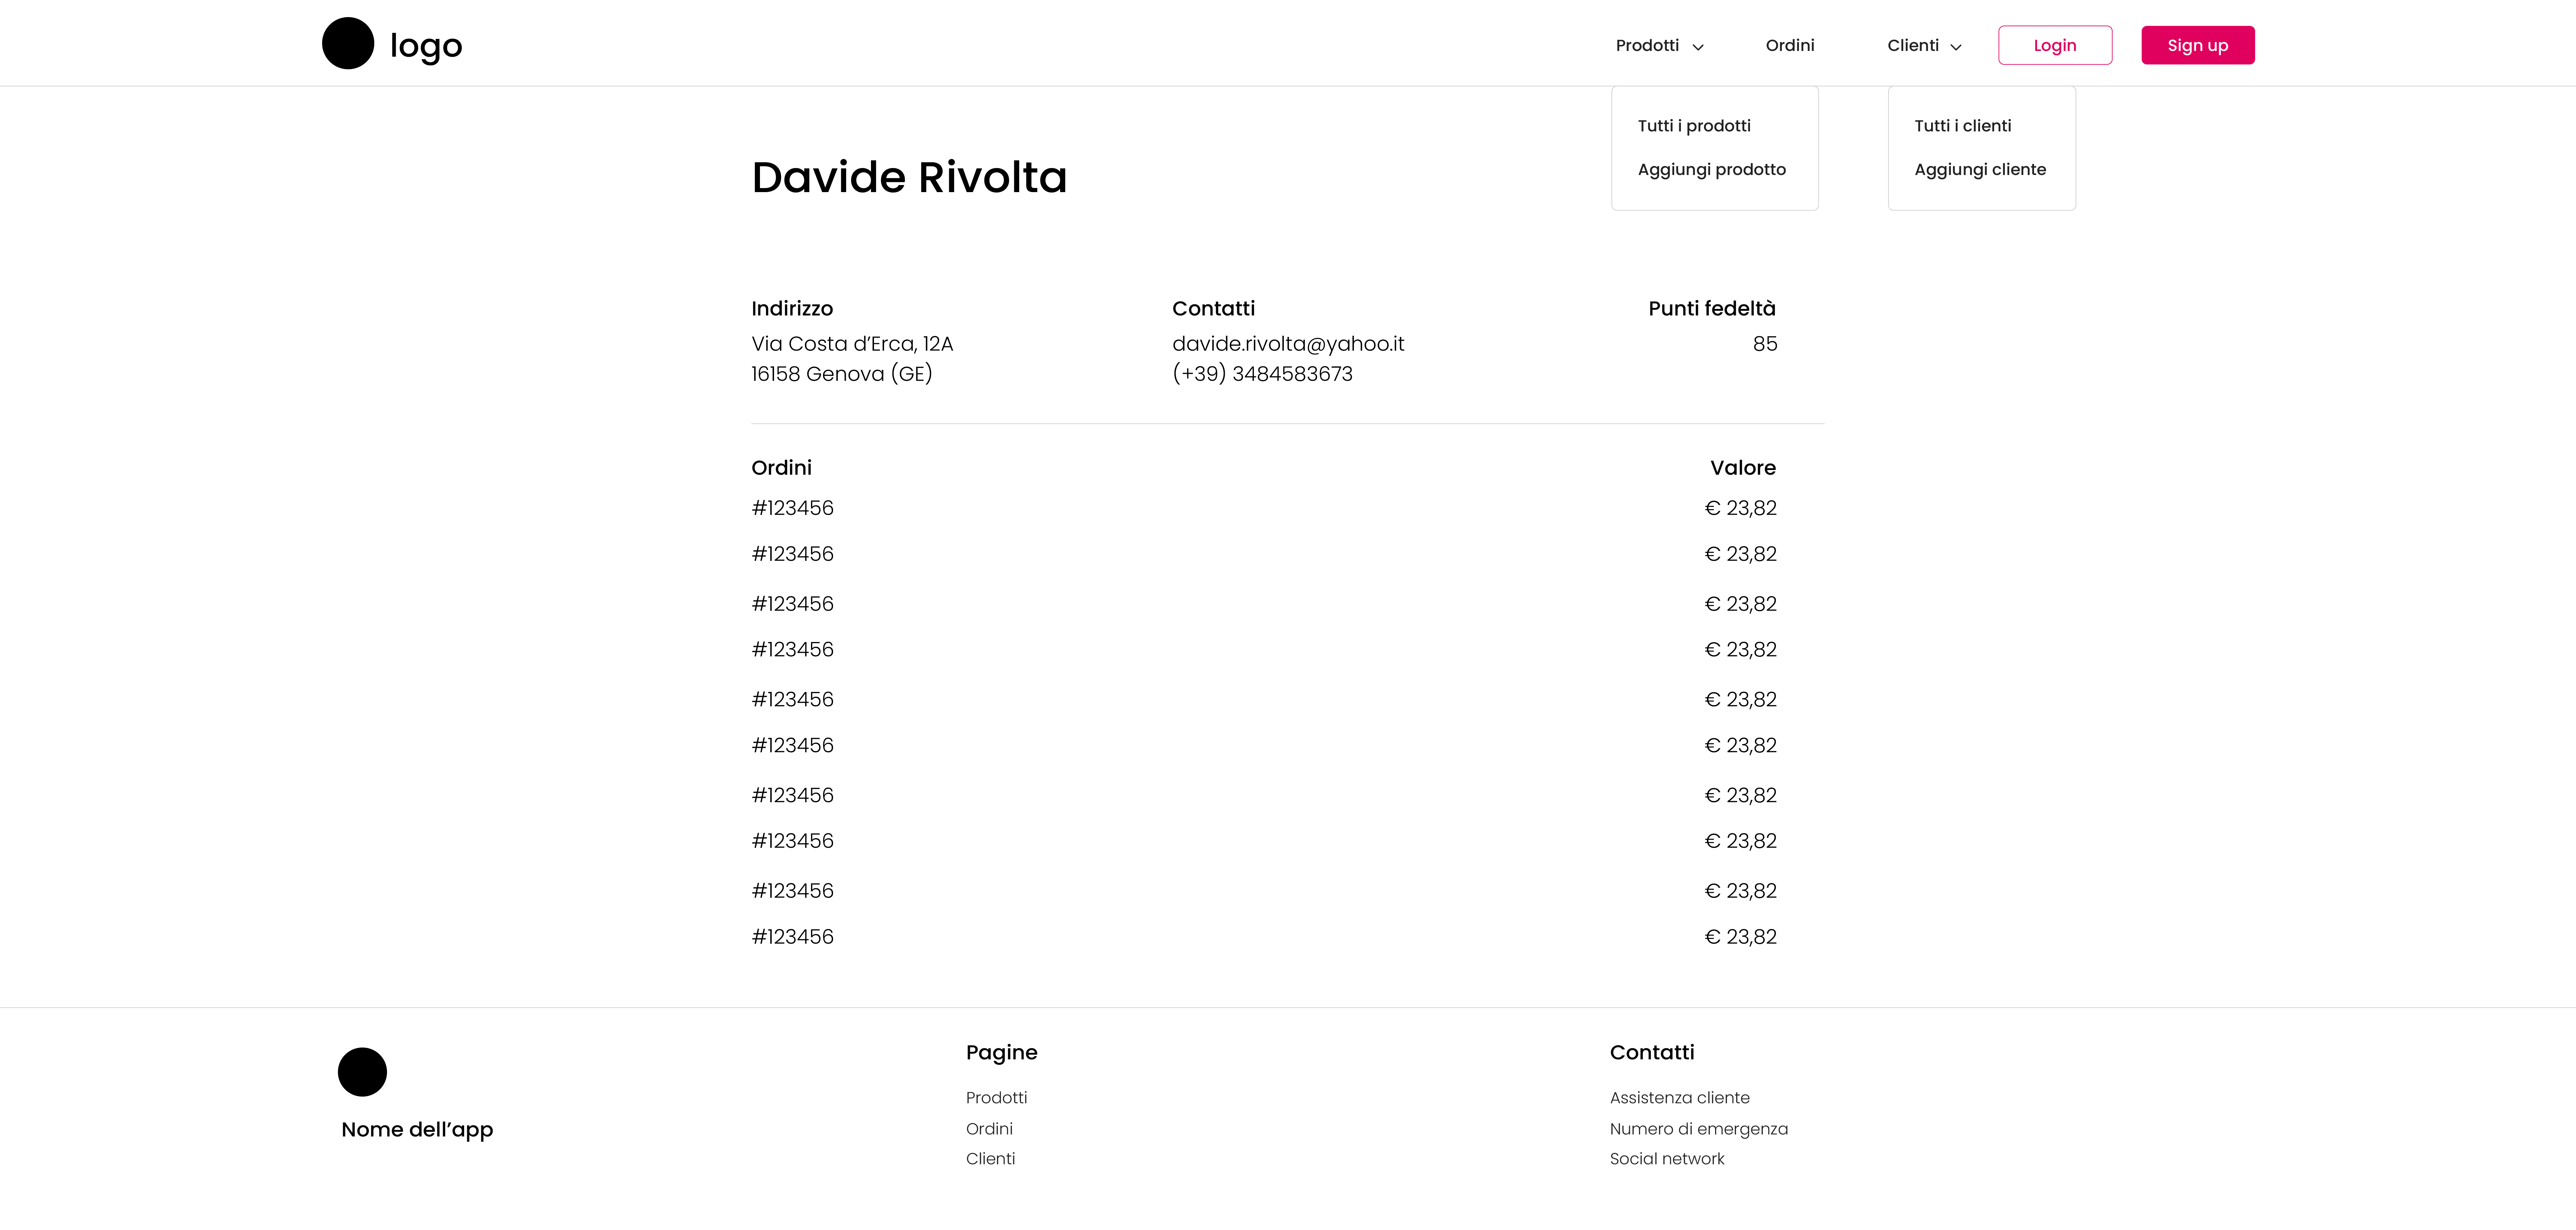 logo
Prodotti
Ordini
Clienti
Login
Sign up
Tutti i prodotti
Aggiungi prodotto
Tutti i clienti
Aggiungi cliente
Davide Rivolta
Indirizzo
Via Costa d’Erca, 12A
16158 Genova (GE)
Contatti
davide.rivolta@yahoo.it
(+39) 3484583673
Punti fedeltà
85
Ordini Valore
#123456 € 23,82
#123456 € 23,82
#123456 € 23,82
#123456 € 23,82
#123456 € 23,82
#123456 € 23,82
#123456 € 23,82
#123456 € 23,82
#123456 € 23,82
#123456 € 23,82
Nome dell’app
Pagine
Prodotti
Ordini
Clienti
Contatti
Assistenza cliente
Numero di emergenza
Social network